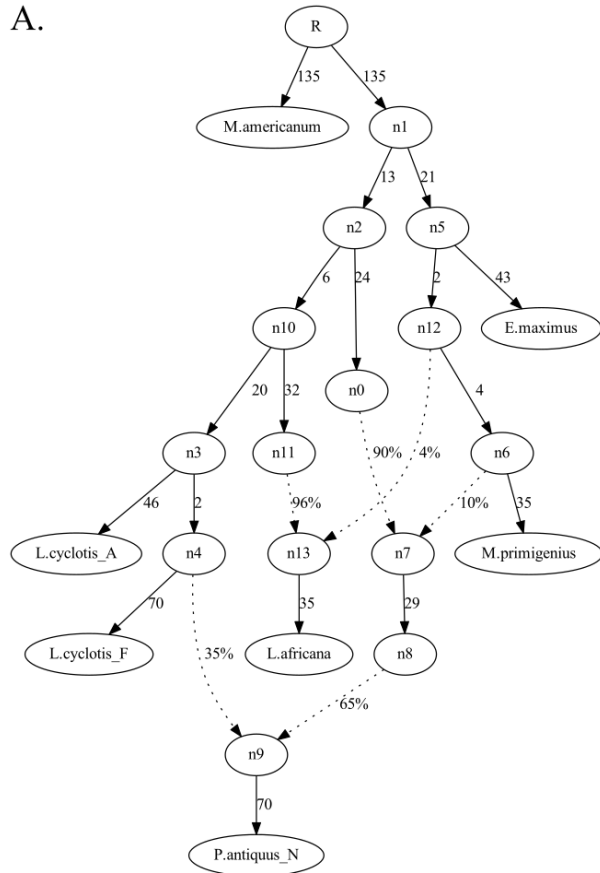 A.
R
135 135
M.americanum n1
13 21
n2 n5
6 24 2 43
n10 n12 E.maximus
20 32 n0 4
n3 n11 90% 4% n6
46 2 96% 10% 35
L.cyclotis_A n4 n13 n7 M.primigenius
70 35 29
L.cyclotis_F 35% L.africana n8
65%
n9
70
P.antiquus_N